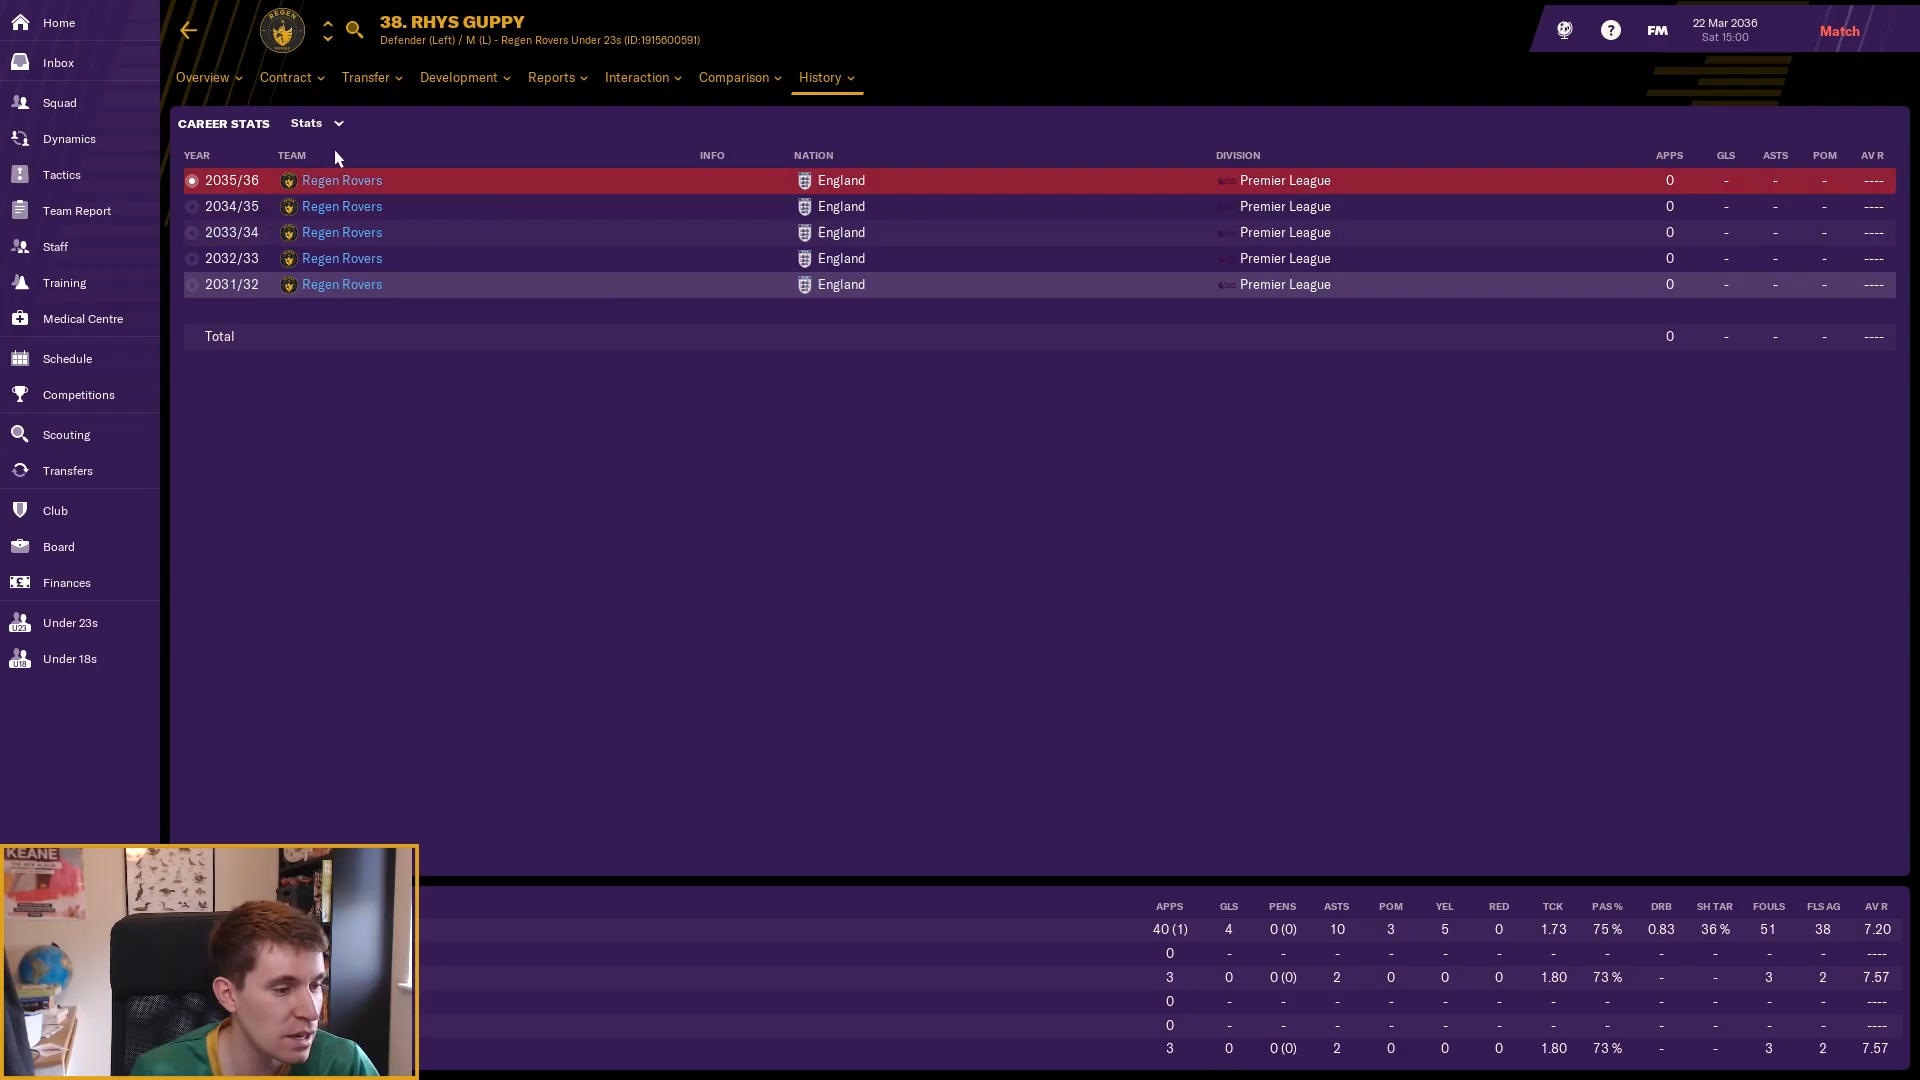 Home
Inbox
Squad
Dynamics
Tactics
Team Report
Staff
Training
Medical Centre
Schedule
Competitions
Scouting
Transfers
Club
Board
Finances
U23 Under 23s
U18 Under 18s
REGEN
38. RHYS GUPPY
Defender (Left) / M (L) - Regen Rovers Under 23s (ID:1915600591)
? FM 22 Mar 2036
Sat 15:00
Match
Overview Contract Transfer Development Reports Interaction Comparison History
CAREER STATS Stats
YEAR TEAM INFO NATION DIVISION APPS GLS ASTS POM AV R
2035/36 Regen Rovers England Premier League 0 - - - ----
2034/35 Regen Rovers England Premier League 0 - - - ----
2033/34 Regen Rovers England Premier League 0 - - - ----
2032/33 Regen Rovers England Premier League 0 - - - ----
2031/32 Regen Rovers England Premier League 0 - - - ----
Total 0 - - - ----
KEANE
APPS GLS PENS ASTS POM YEL RED TCK PAS % DRB SH TAR FOULS FLS AG AV R
40 (1) 4 0 (0) 10 3 5 0 1.73 75 % 0.83 36 % 51 38 7.20
0 - - - - - - - - - - - - ----
3 0 0 (0) 2 0 0 0 1.80 73 % - - 3 2 7.57
0 - - - - - - - - - - - - ----
0 - - - - - - - - - - - - ----
3 0 0 (0) 2 0 0 0 1.80 73 % - - 3 2 7.57